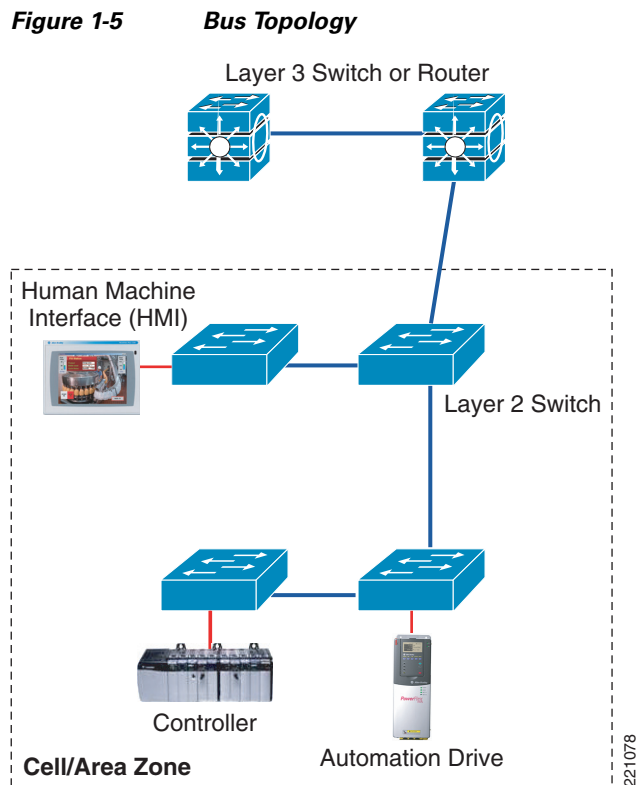 Figure 1-5 Bus Topology
Layer 3 Switch or Router
Human Machine
Interface (HMI)
Layer 2 Switch
Controller
Automation Drive
Cell/Area Zone
221078